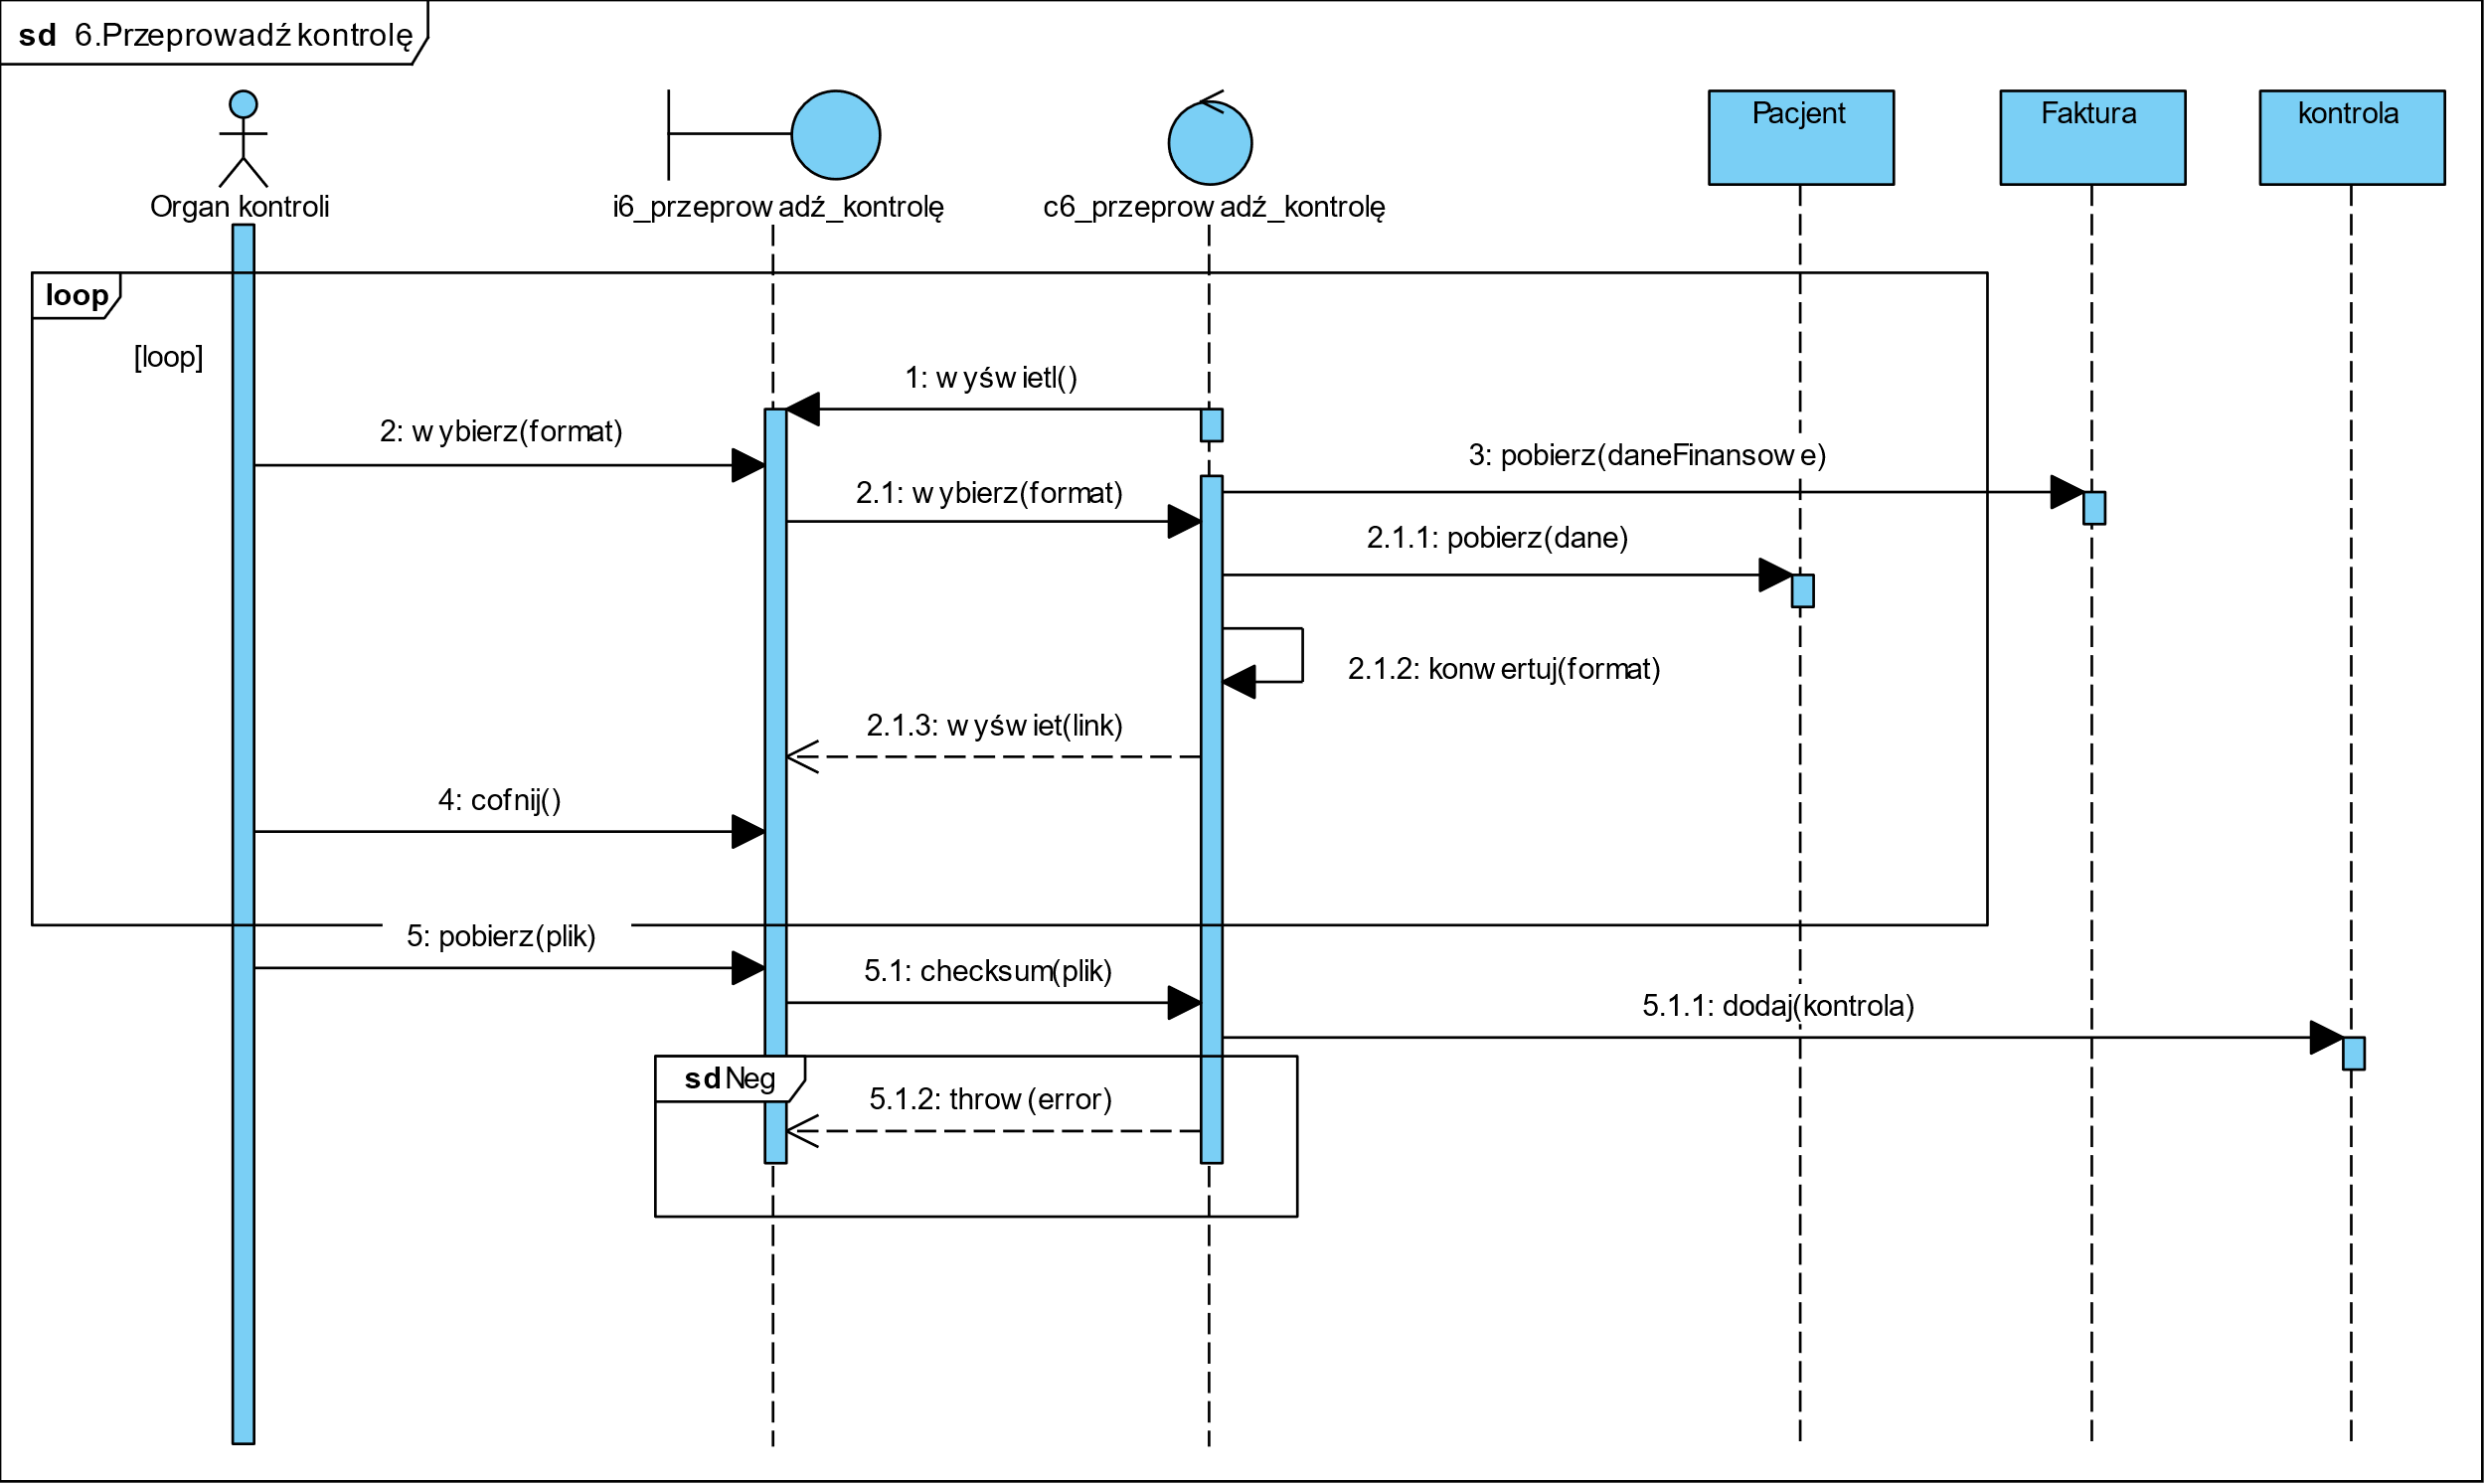 sd 6.Przeprowadź kontrolę
Pacjent
Faktura
kontrola
Organ kontroli
i6_przeprowadź_kontrolę
c6_przeprowadź_kontrolę
loop
[loop]
1: wyświetl()
2: wybierz(format)
3: pobierz(daneFinansowe)
2.1: wybierz(format)
2.1.1: pobierz(dane)
2.1.2: konwertuj(format)
2.1.3: wyświet(link)
4: cofnij()
5: pobierz(plik)
5.1: checksum(plik)
5.1.1: dodaj(kontrola)
sd Neg
5.1.2: throw(error)